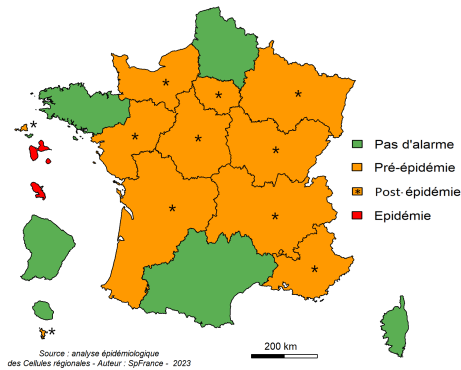 Pas d'alarme
Pré-épidémie
Post-épidémie
Epidémie
200 km
Source : analyse épidémiologique
des Cellules régionales - Auteur : SpFrance - 2023